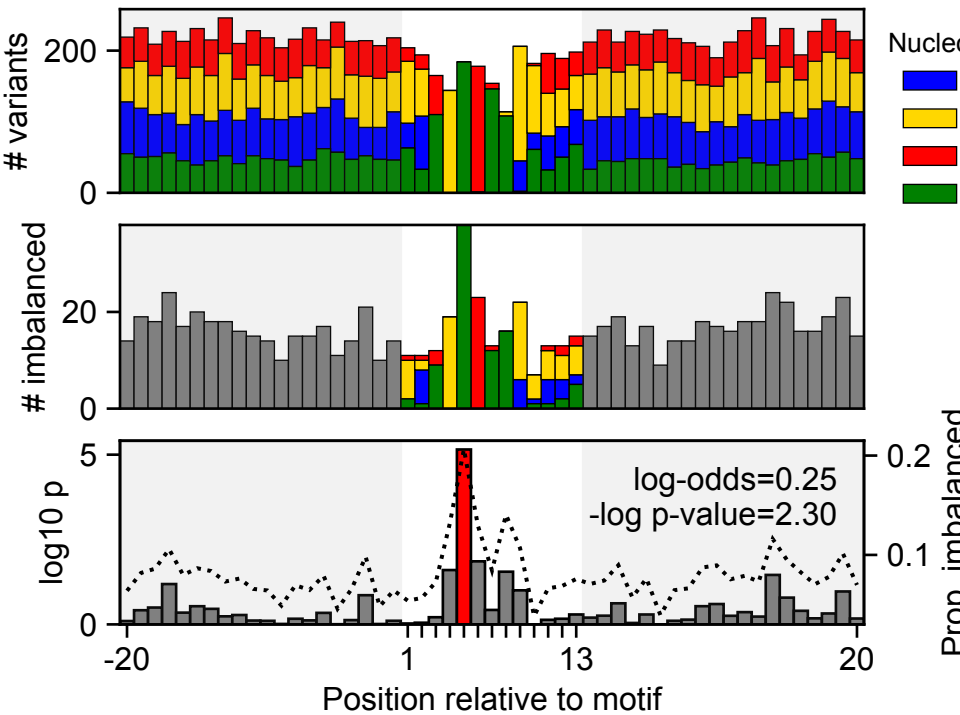 # variants
200
0
Nucleo
# imbalanced
20
0
log10 p
5
0
log-odds=0.25
-log p-value=2.30
0.2
0.1
Prop. imbalanced
-20
1
13
20
Position relative to motif